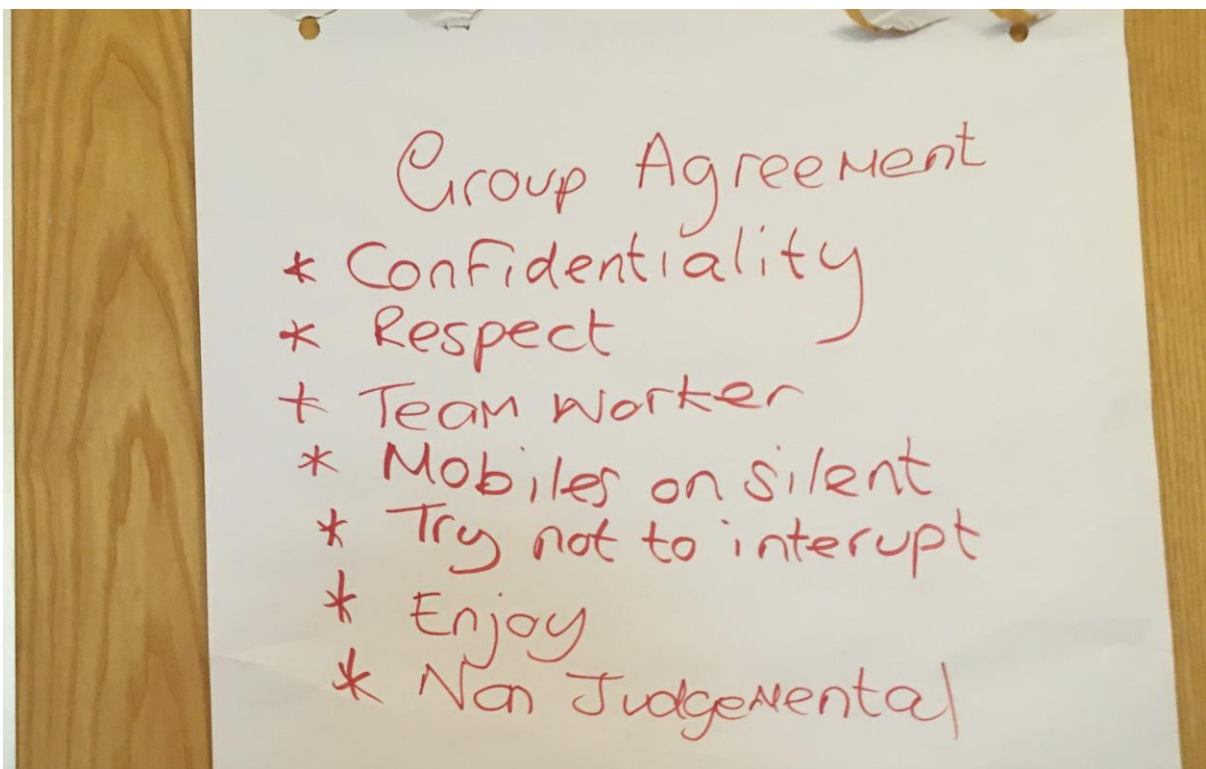 Group Agreement
* Confidentiality
* Respect
+ Team Worker
* Mobiles on silent
* Try not to interupt
* Enjoy
* Non Judgemental